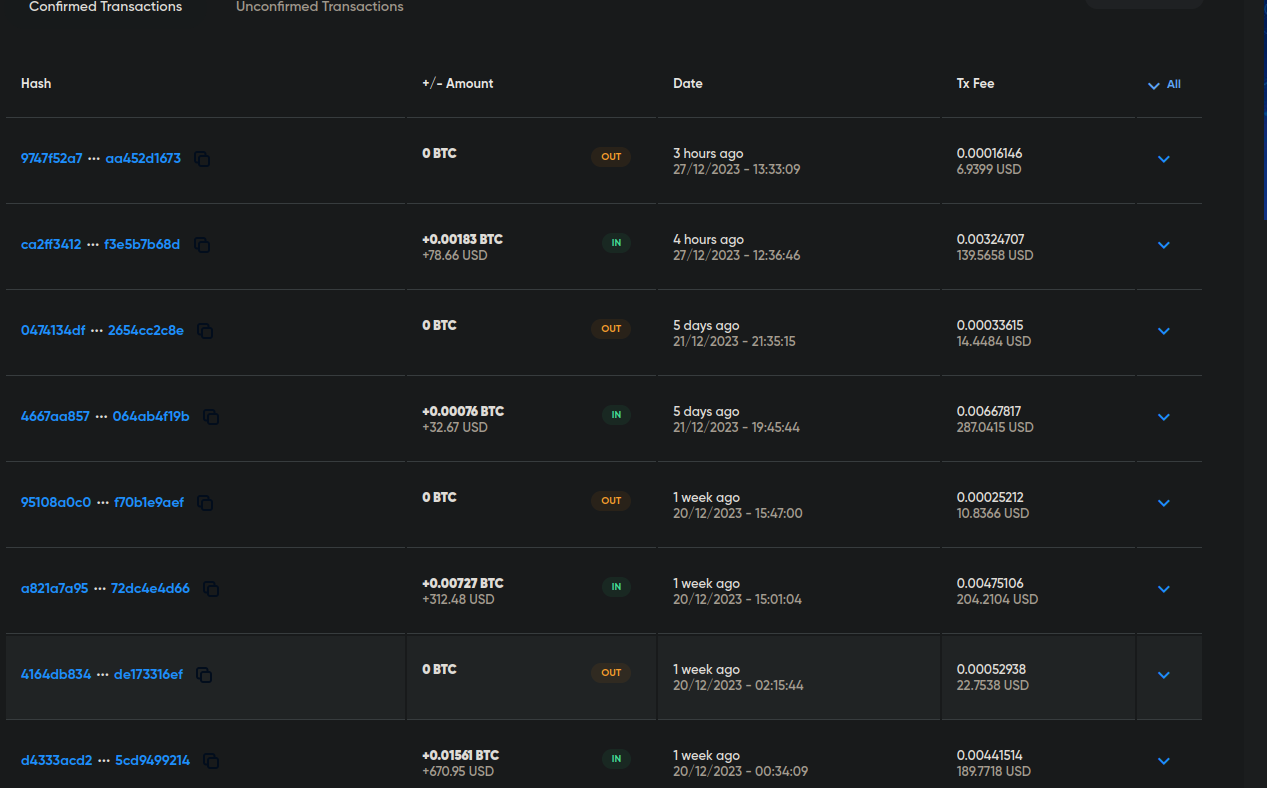 Confirmed Transactions Unconfirmed Transactions
Hash +/- Amount Date Tx Fee All
9747f52a7 ••• aa452d1673 0 BTC OUT 3 hours ago 0.00016146
27/12/2023 - 13:33:09 6.9399 USD
ca2ff3412 ••• f3e5b7b68d +0.00183 BTC IN 4 hours ago 0.00324707
+78.66 USD 27/12/2023 - 12:36:46 139.5658 USD
0474134df ••• 2654cc2c8e 0 BTC OUT 5 days ago 0.00033615
21/12/2023 - 21:35:15 14.4484 USD
4667aa857 ••• 064ab4f19b +0.00076 BTC IN 5 days ago 0.00667817
+32.67 USD 21/12/2023 - 19:45:44 287.0415 USD
95108a0c0 ••• f70b1e9aef 0 BTC OUT 1 week ago 0.00025212
20/12/2023 - 15:47:00 10.8366 USD
a821a7a95 ••• 72dc4e4d66 +0.00727 BTC IN 1 week ago 0.00475106
+312.48 USD 20/12/2023 - 15:01:04 204.2104 USD
4164db834 ••• de173316ef 0 BTC OUT 1 week ago 0.00052938
20/12/2023 - 02:15:44 22.7538 USD
d4333acd2 ••• 5cd9499214 +0.01561 BTC IN 1 week ago 0.00441514
+670.95 USD 20/12/2023 - 00:34:09 189.7718 USD